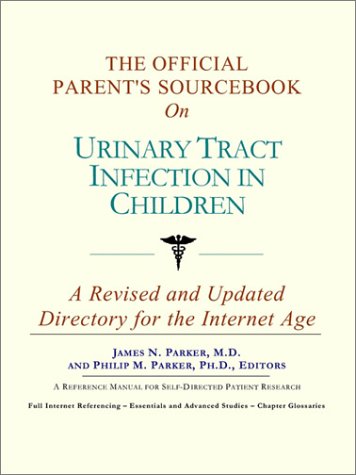 THE OFFICIAL
PARENT'S SOURCEBOOK
On
URINARY TRACT
INFECTION IN
CHILDREN
A Revised and Updated
Directory for the Internet Age
JAMES N. PARKER, M.D.
AND PHILIP M. PARKER, PH.D., EDITORS
A REFERENCE MANUAL FOR SELF-DIRECTED PATIENT RESEARCH
Full Internet Referencing – Essentials and Advanced Studies – Chapter Glossaries